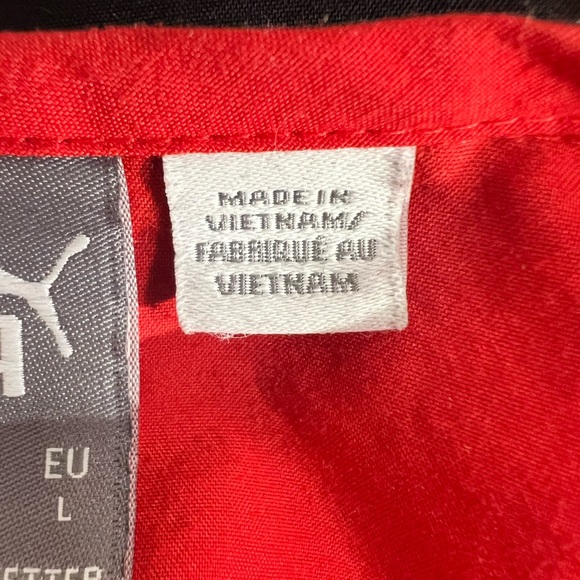 MADE IN
VIETNAM/
FABRIQUÉ AU
VIETNAM
EU
L